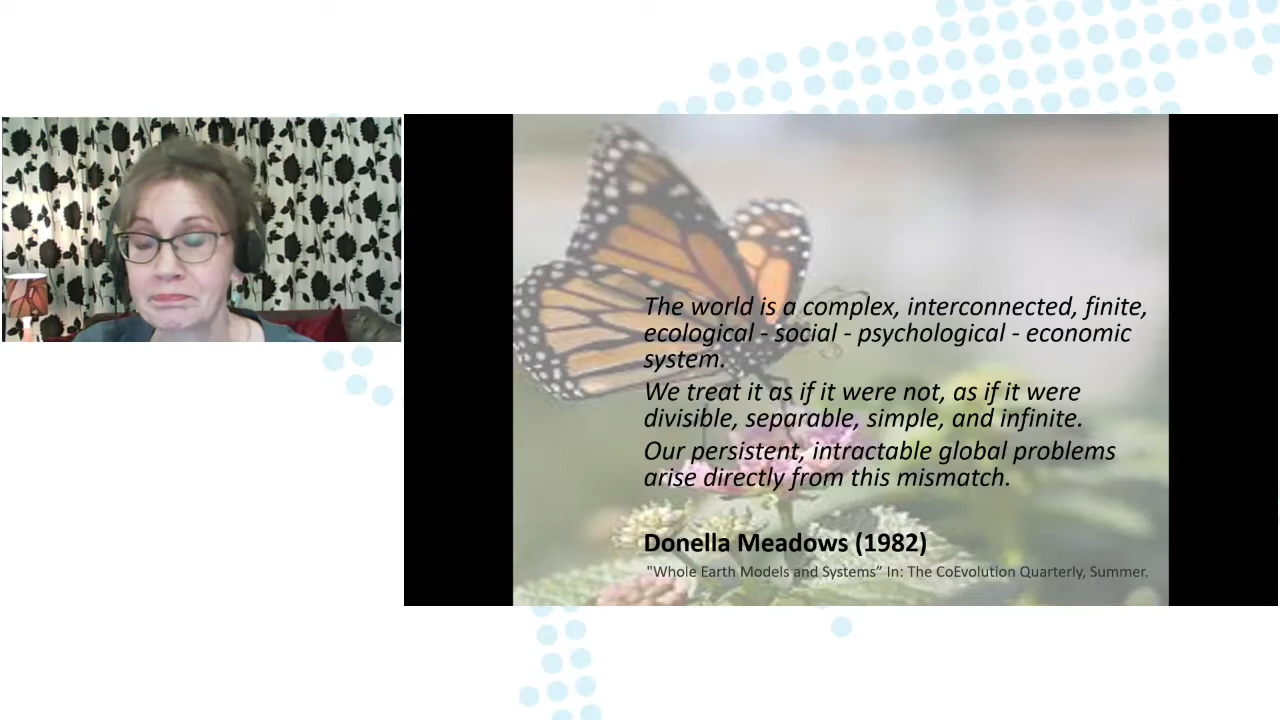 The world is a complex, interconnected, finite,
ecological - social - psychological - economic
system.
We treat it as if it were not, as if it were
divisible, separable, simple, and infinite.
Our persistent, intractable global problems
arise directly from this mismatch.
Donella Meadows (1982)
"Whole Earth Models and Systems” In: The CoEvolution Quarterly, Summer.